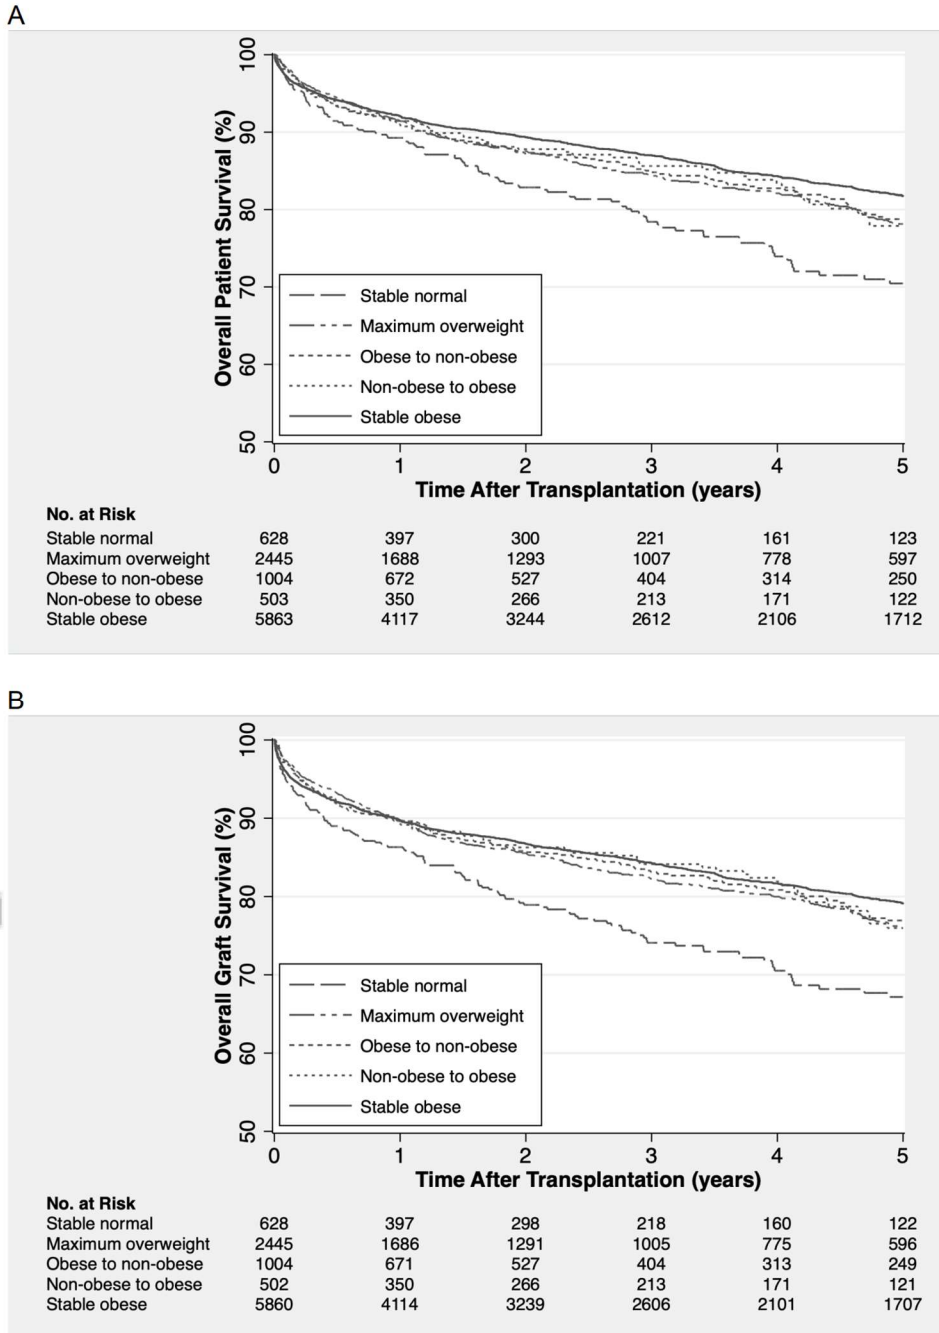 A
Overall Patient Survival (%)
100
90
80
70
60
50
Stable normal
Maximum overweight
Obese to non-obese
Non-obese to obese
Stable obese
0 1 2 3 4 5
Time After Transplantation (years)
No. at Risk
Stable normal 628 397 300 221 161 123
Maximum overweight 2445 1688 1293 1007 778 597
Obese to non-obese 1004 672 527 404 314 250
Non-obese to obese 503 350 266 213 171 122
Stable obese 5863 4117 3244 2612 2106 1712
B
Overall Graft Survival (%)
100
90
80
70
60
50
Stable normal
Maximum overweight
Obese to non-obese
Non-obese to obese
Stable obese
0 1 2 3 4 5
Time After Transplantation (years)
No. at Risk
Stable normal 628 397 298 218 160 122
Maximum overweight 2445 1686 1291 1005 775 596
Obese to non-obese 1004 671 527 404 313 249
Non-obese to obese 502 350 266 213 171 121
Stable obese 5860 4114 3239 2606 2101 1707